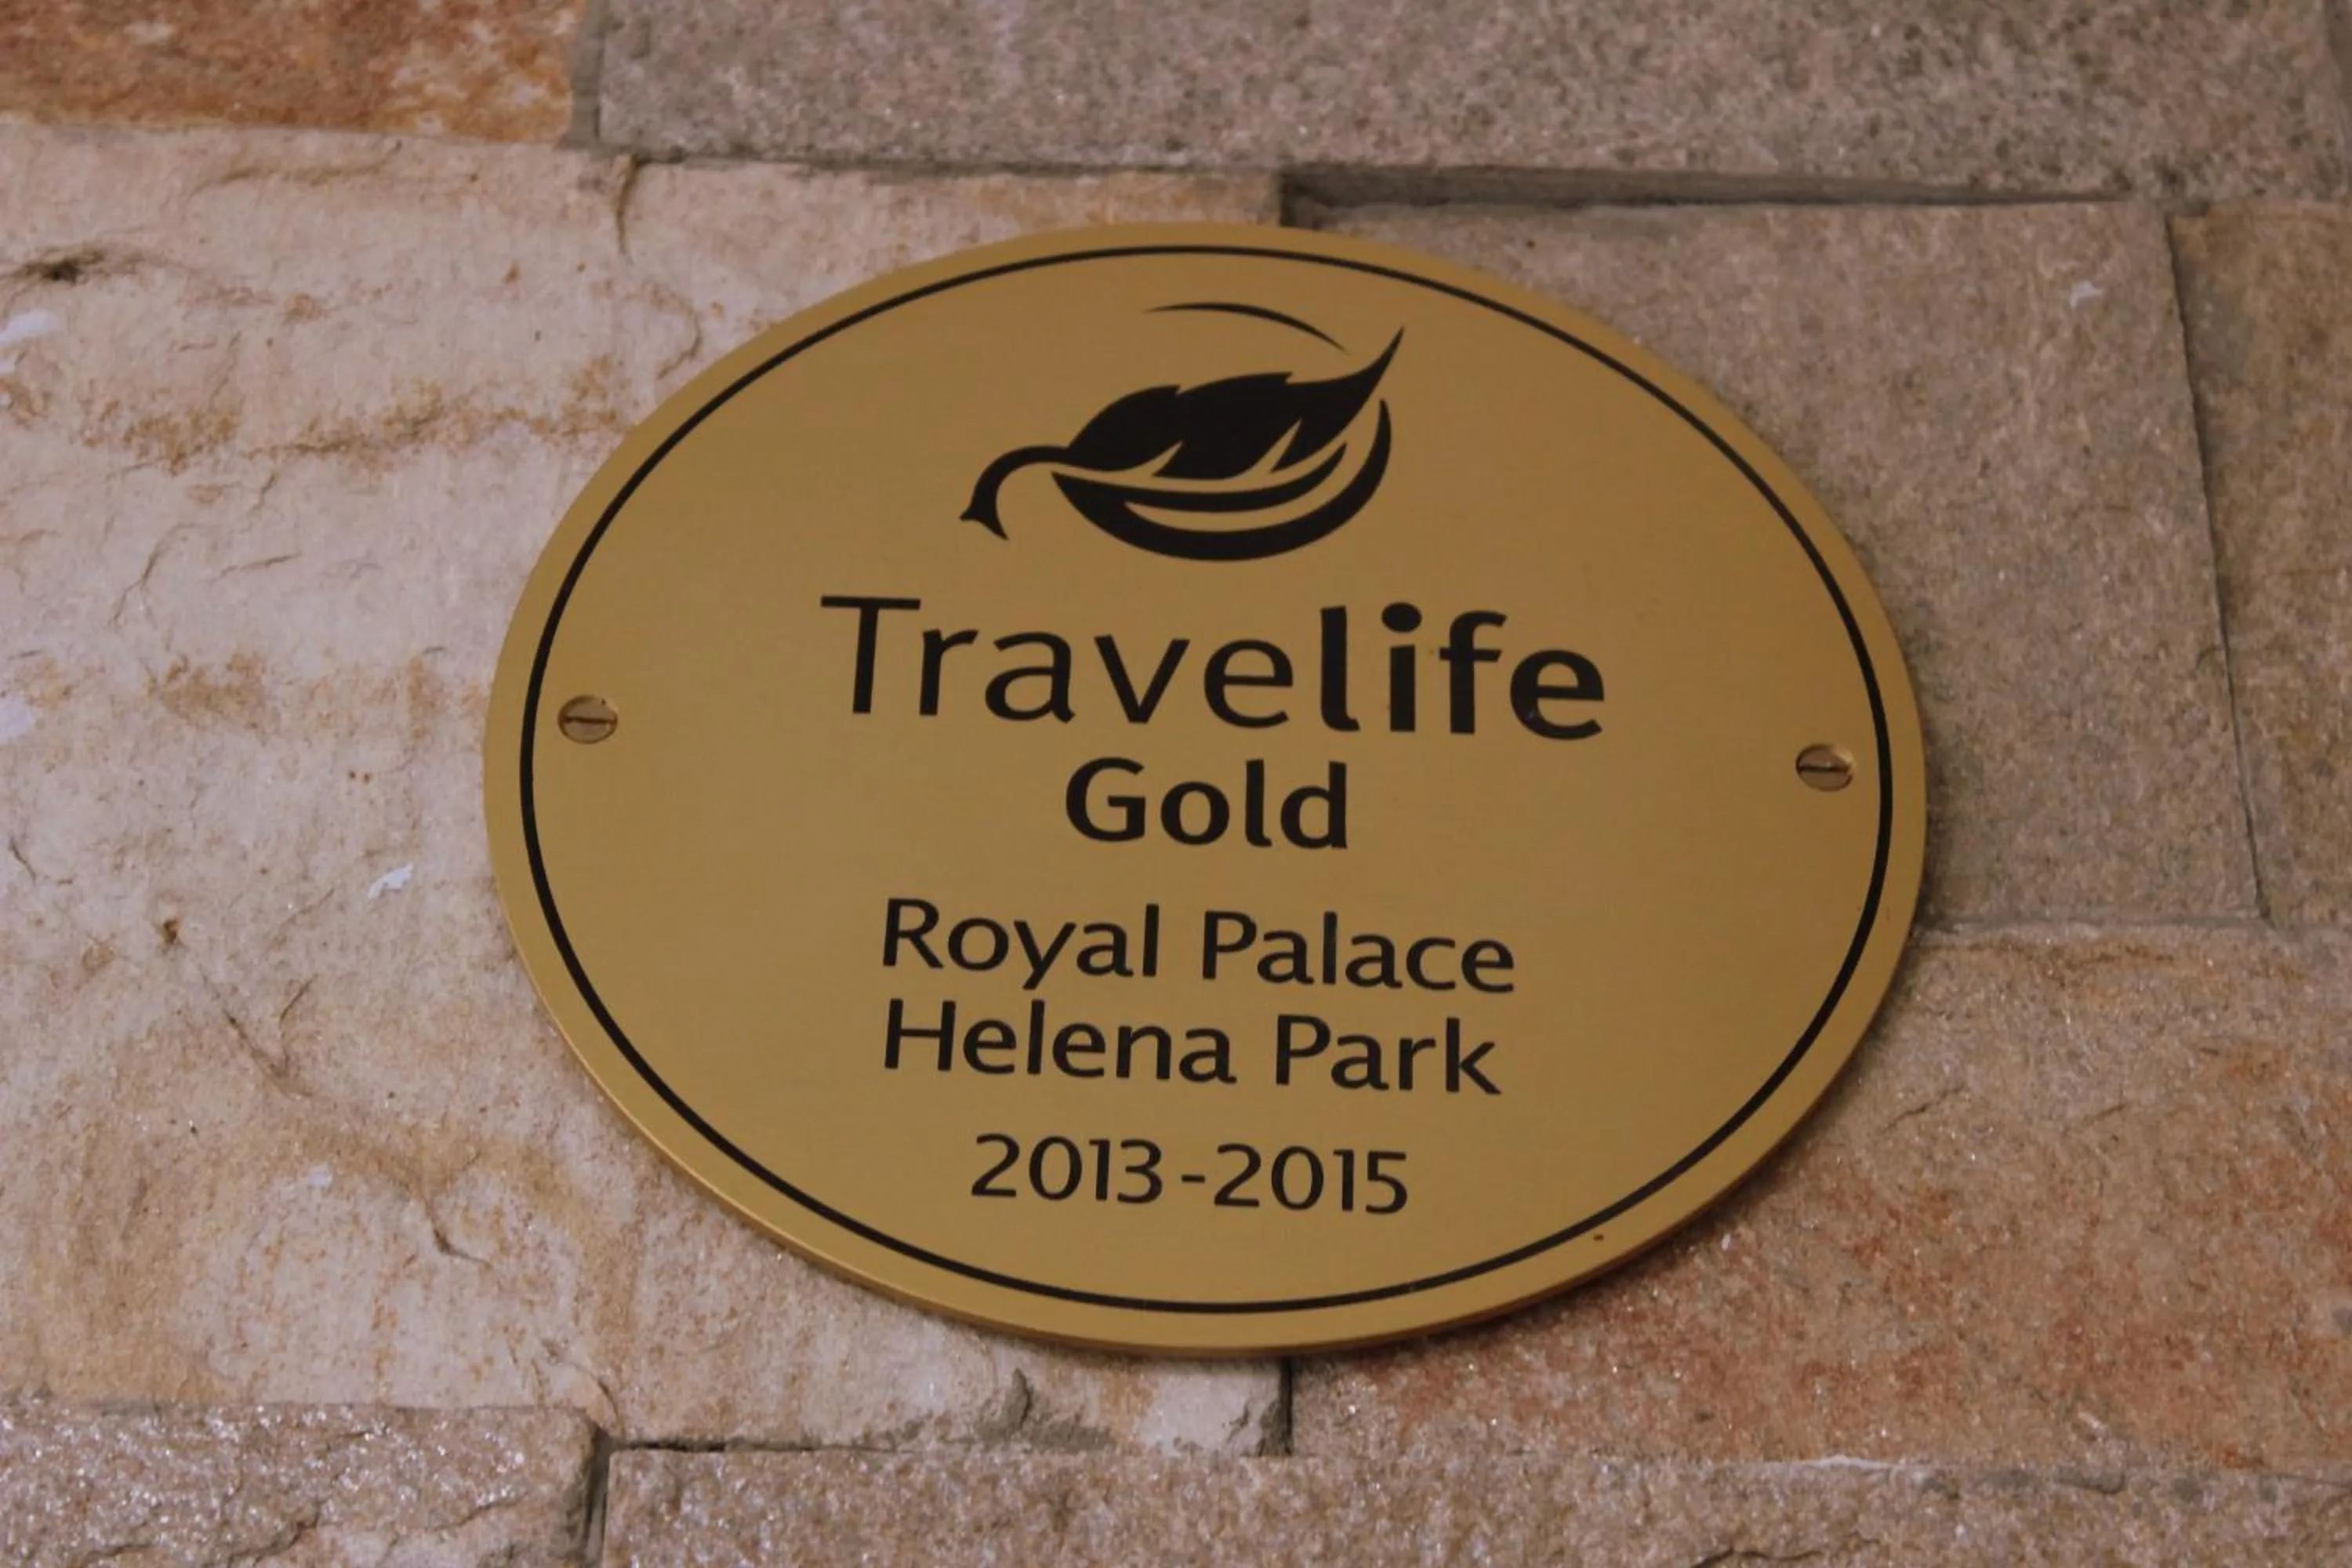 Travelife
Gold
Royal Palace
Helena Park
2013-2015